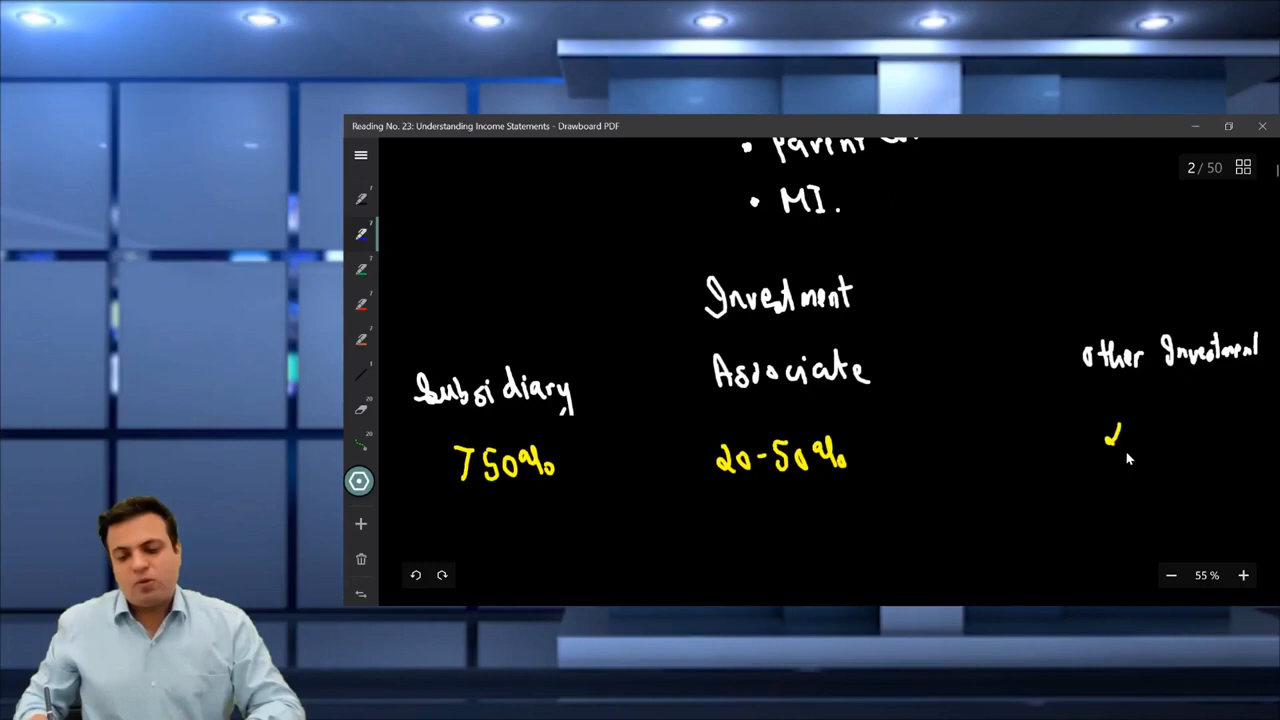 Reading No. 23: Understanding Income Statements - Drawboard PDF
2 / 50
• Parent
• MI.
Investment
Subsidiary Associate Other Investment
>50% 20-50%
55 %